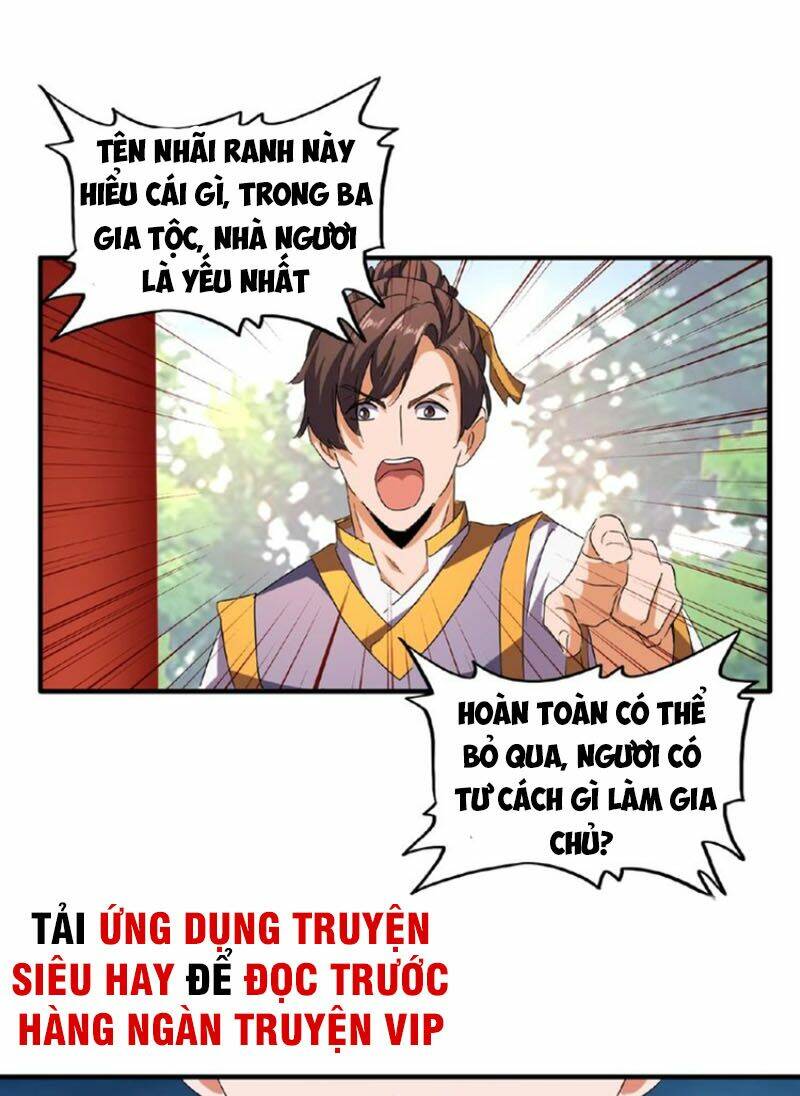 TÊN NHÃI RANH NÀY
HIỂU CÁI GÌ, TRONG BA
GIA TỘC, NHÀ NGƯƠI
LÀ YẾU NHẤT
HOÀN TOÀN CÓ THỂ
BỎ QUA, NGƯƠI CÓ
TƯ CÁCH GÌ LÀM GIA
CHỦ?
TẢI ỨNG DỤNG TRUYỆN
SIÊU HAY ĐỂ ĐỌC TRƯỚC
HÀNG NGÀN TRUYỆN VIP